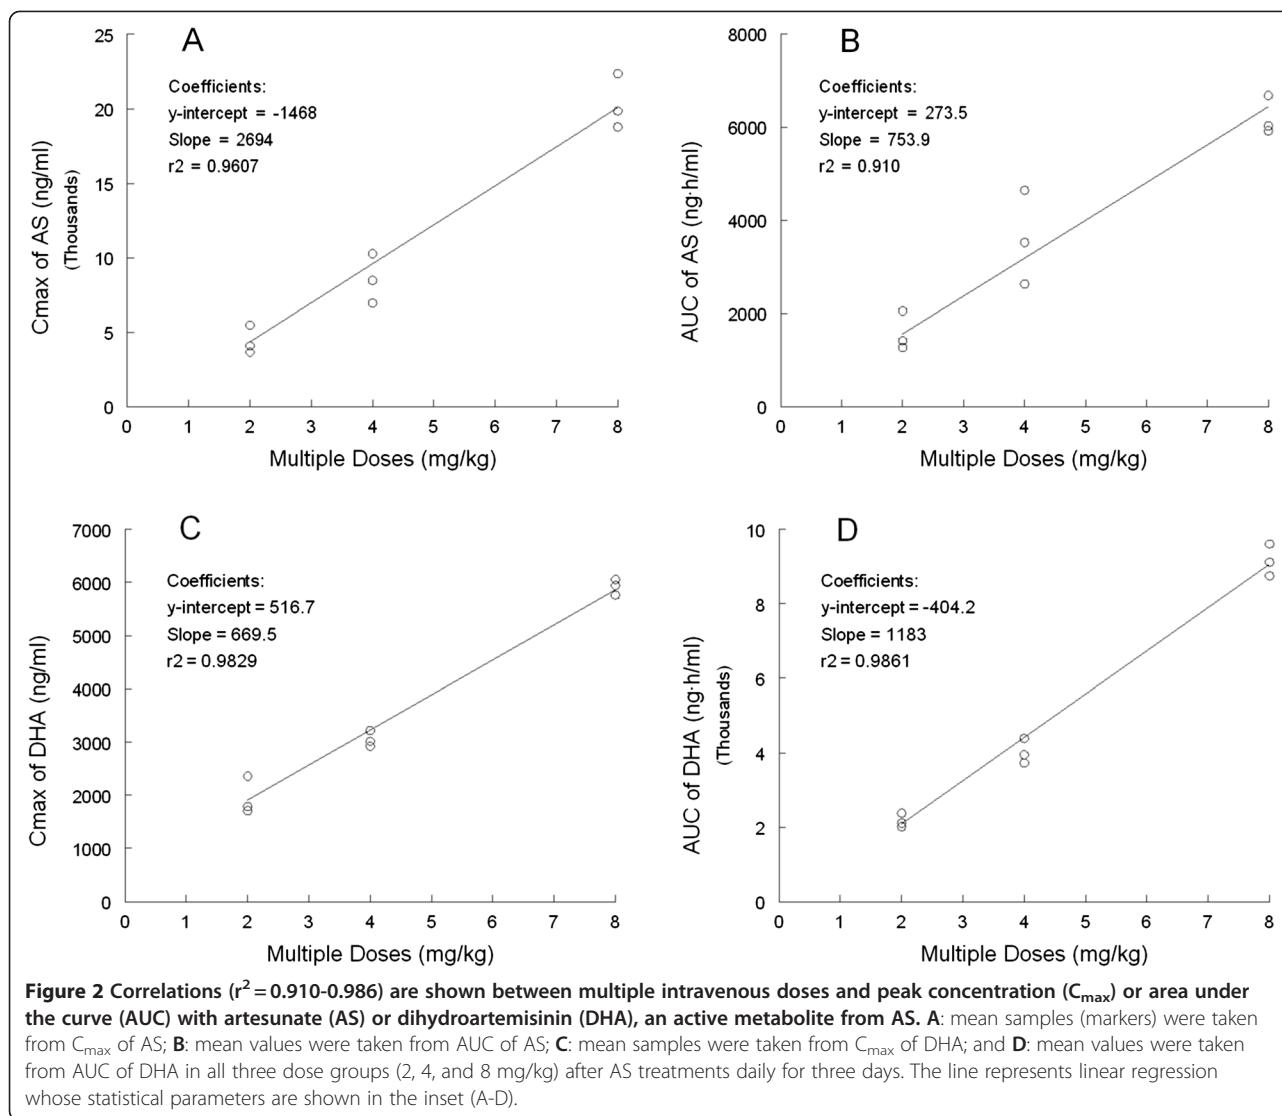 A
Coefficients:
y-intercept = -1468
Slope = 2694
r2 = 0.9607
Cmax of AS (ng/ml)
(Thousands)
25
20
15
10
5
0
0 1 2 3 4 5 6 7 8
Multiple Doses (mg/kg)
B
Coefficients:
y-intercept = 273.5
Slope = 753.9
r2 = 0.910
AUC of AS (ng·h/ml)
8000
6000
4000
2000
0
0 1 2 3 4 5 6 7 8
Multiple Doses (mg/kg)
C
Coefficients:
y-intercept = 516.7
Slope = 669.5
r2 = 0.9829
Cmax of DHA (ng/ml)
7000
6000
5000
4000
3000
2000
1000
0
0 1 2 3 4 5 6 7 8
Multiple Doses (mg/kg)
D
Coefficients:
y-intercept = -404.2
Slope = 1183
r2 = 0.9861
AUC of DHA (ng·h/ml)
(Thousands)
10
8
6
4
2
0
0 1 2 3 4 5 6 7 8
Multiple Doses (mg/kg)
Figure 2 Correlations (r² = 0.910-0.986) are shown between multiple intravenous doses and peak concentration (Cmax) or area under
the curve (AUC) with artesunate (AS) or dihydroartemisinin (DHA), an active metabolite from AS. A: mean samples (markers) were taken
from Cmax of AS; B: mean values were taken from AUC of AS; C: mean samples were taken from Cmax of DHA; and D: mean values were taken
from AUC of DHA in all three dose groups (2, 4, and 8 mg/kg) after AS treatments daily for three days. The line represents linear regression
whose statistical parameters are shown in the inset (A-D).